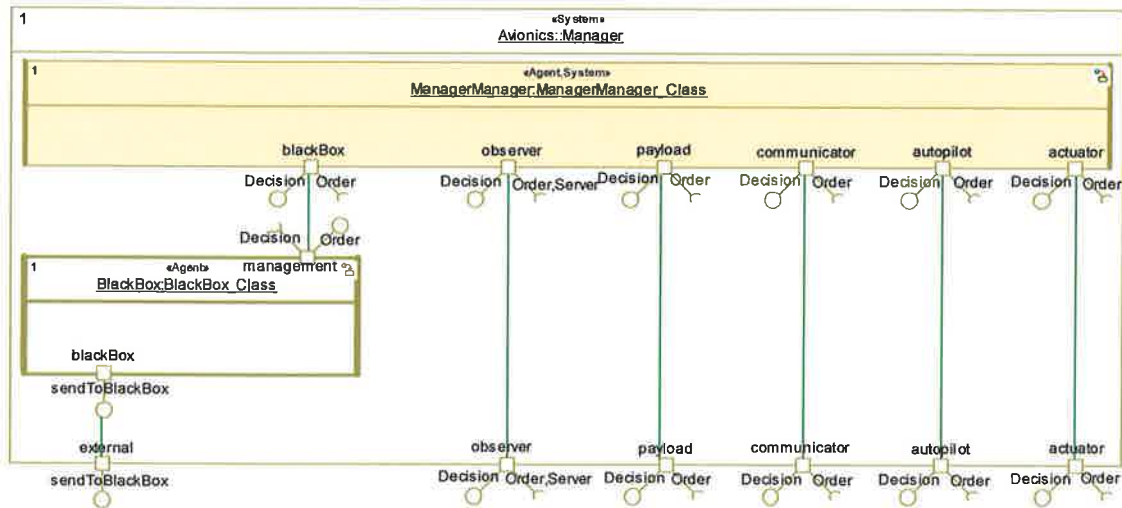 1
«System»
Avionics::Manager
1
«Agent,System»
ManagerManager:ManagerManager_Class
blackBox observer payload communicator autopilot actuator
Decision Order Decision Order,Server Decision Order Decision Order Decision Order Decision Order
Decision Order
1 «Agent» management
BlackBox:BlackBox_Class
blackBox
sendToBlackBox
external observer payload communicator autopilot actuator
sendToBlackBox Decision Order,Server Decision Order Decision Order Decision Order Decision Order